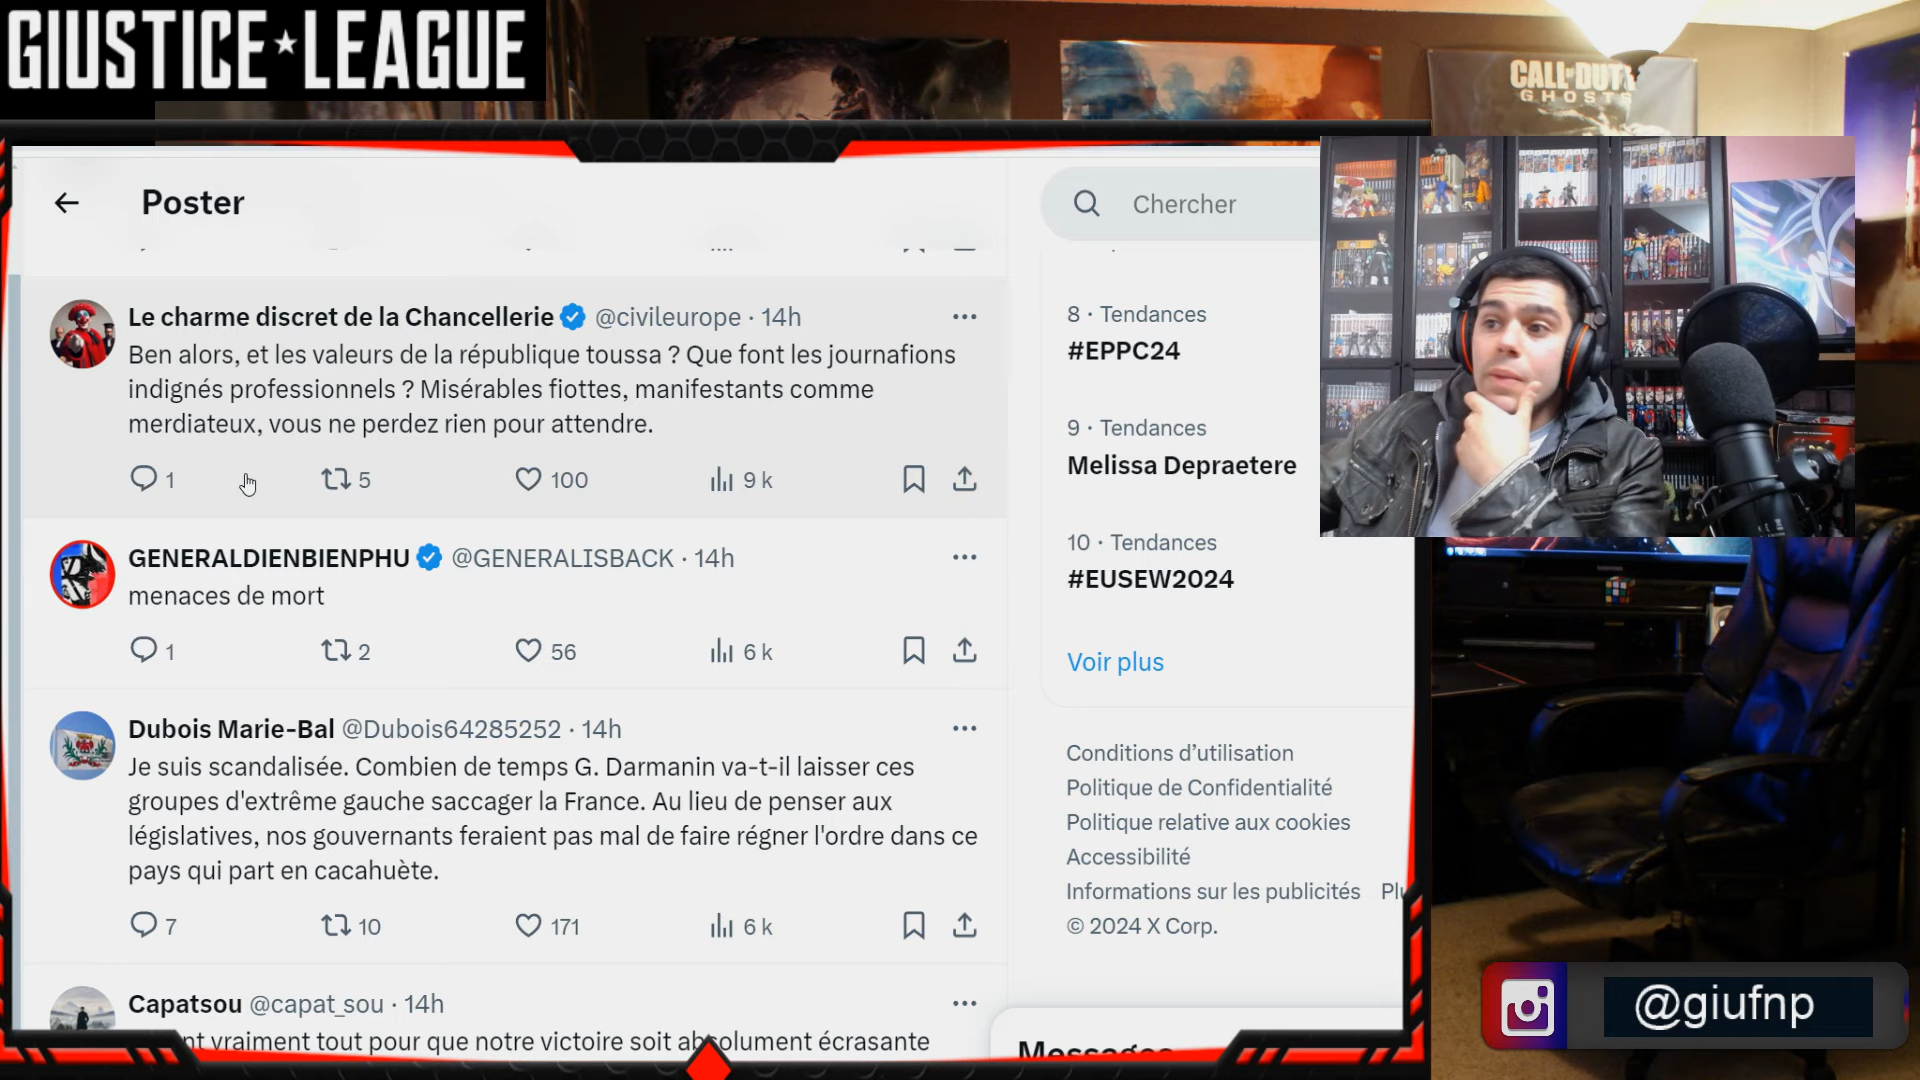 GIUSTICE★LEAGUE
CALL OF DUTY
GHOSTS
Poster
Chercher
Le charme discret de la Chancellerie @civileurope · 14h
Ben alors, et les valeurs de la république toussa ? Que font les journafions
indignés professionnels ? Misérables fiottes, manifestants comme
merdiateux, vous ne perdez rien pour attendre.
1 5 100 9 k
GENERALDIENBIENPHU @GENERALISBACK · 14h
menaces de mort
1 2 56 6 k
Dubois Marie-Bal @Dubois64285252 · 14h
Je suis scandalisée. Combien de temps G. Darmanin va-t-il laisser ces
groupes d'extrême gauche saccager la France. Au lieu de penser aux
législatives, nos gouvernants feraient pas mal de faire régner l'ordre dans ce
pays qui part en cacahuète.
7 10 171 6 k
Capatsou @capat_sou · 14h
nt vraiment tout pour que notre victoire soit absolument écrasante
8 · Tendances
#EPPC24
9 · Tendances
Melissa Depraetere
10 · Tendances
#EUSEW2024
Voir plus
Conditions d’utilisation
Politique de Confidentialité
Politique relative aux cookies
Accessibilité
Informations sur les publicités Plu
© 2024 X Corp.
Messages
SAMSUNG
@giufnp